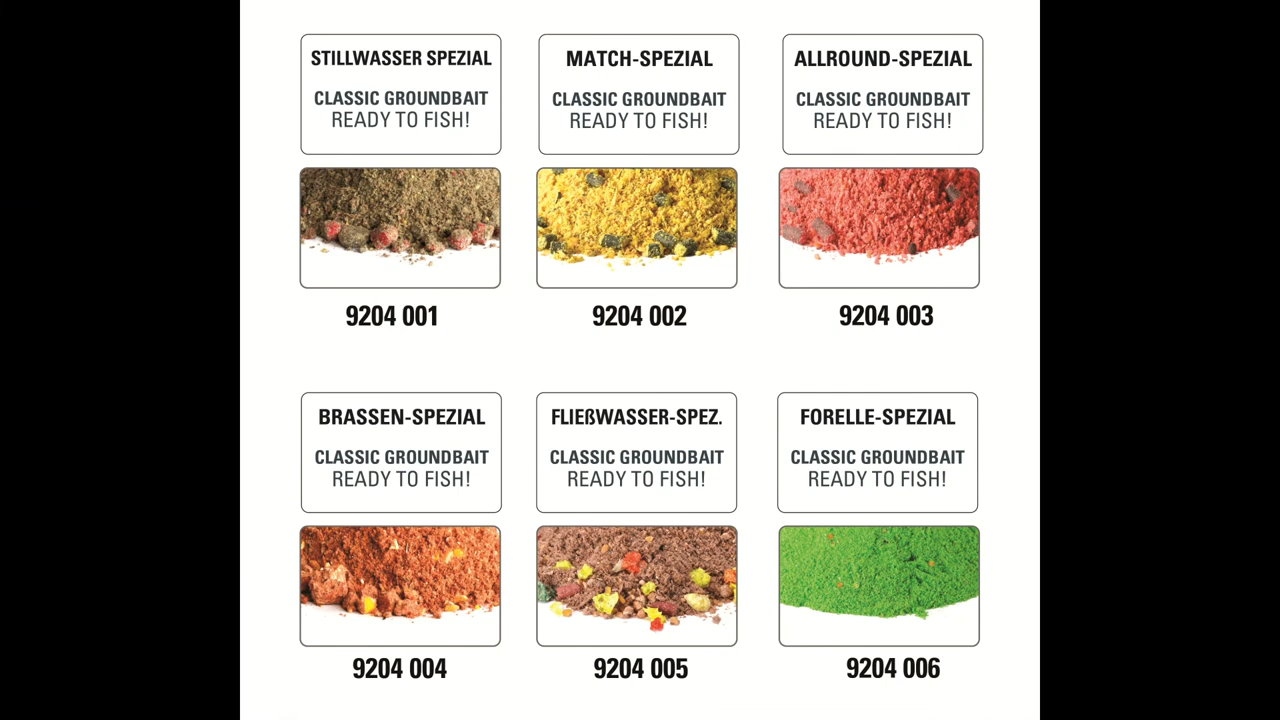 STILLWASSER SPEZIAL
CLASSIC GROUNDBAIT
READY TO FISH!
9204 001
MATCH-SPEZIAL
CLASSIC GROUNDBAIT
READY TO FISH!
9204 002
ALLROUND-SPEZIAL
CLASSIC GROUNDBAIT
READY TO FISH!
9204 003
BRASSEN-SPEZIAL
CLASSIC GROUNDBAIT
READY TO FISH!
9204 004
FLIEßWASSER-SPEZ.
CLASSIC GROUNDBAIT
READY TO FISH!
9204 005
FORELLE-SPEZIAL
CLASSIC GROUNDBAIT
READY TO FISH!
9204 006